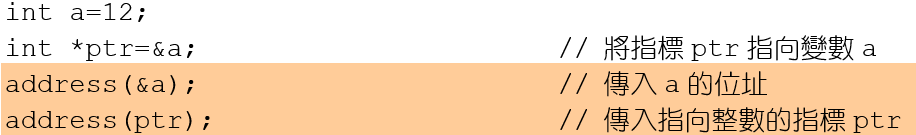 int a=12;
int *ptr=&a; // 將指標 ptr 指向變數 a
address(&a); // 傳入 a 的位址
address(ptr); // 傳入指向整數的指標 ptr